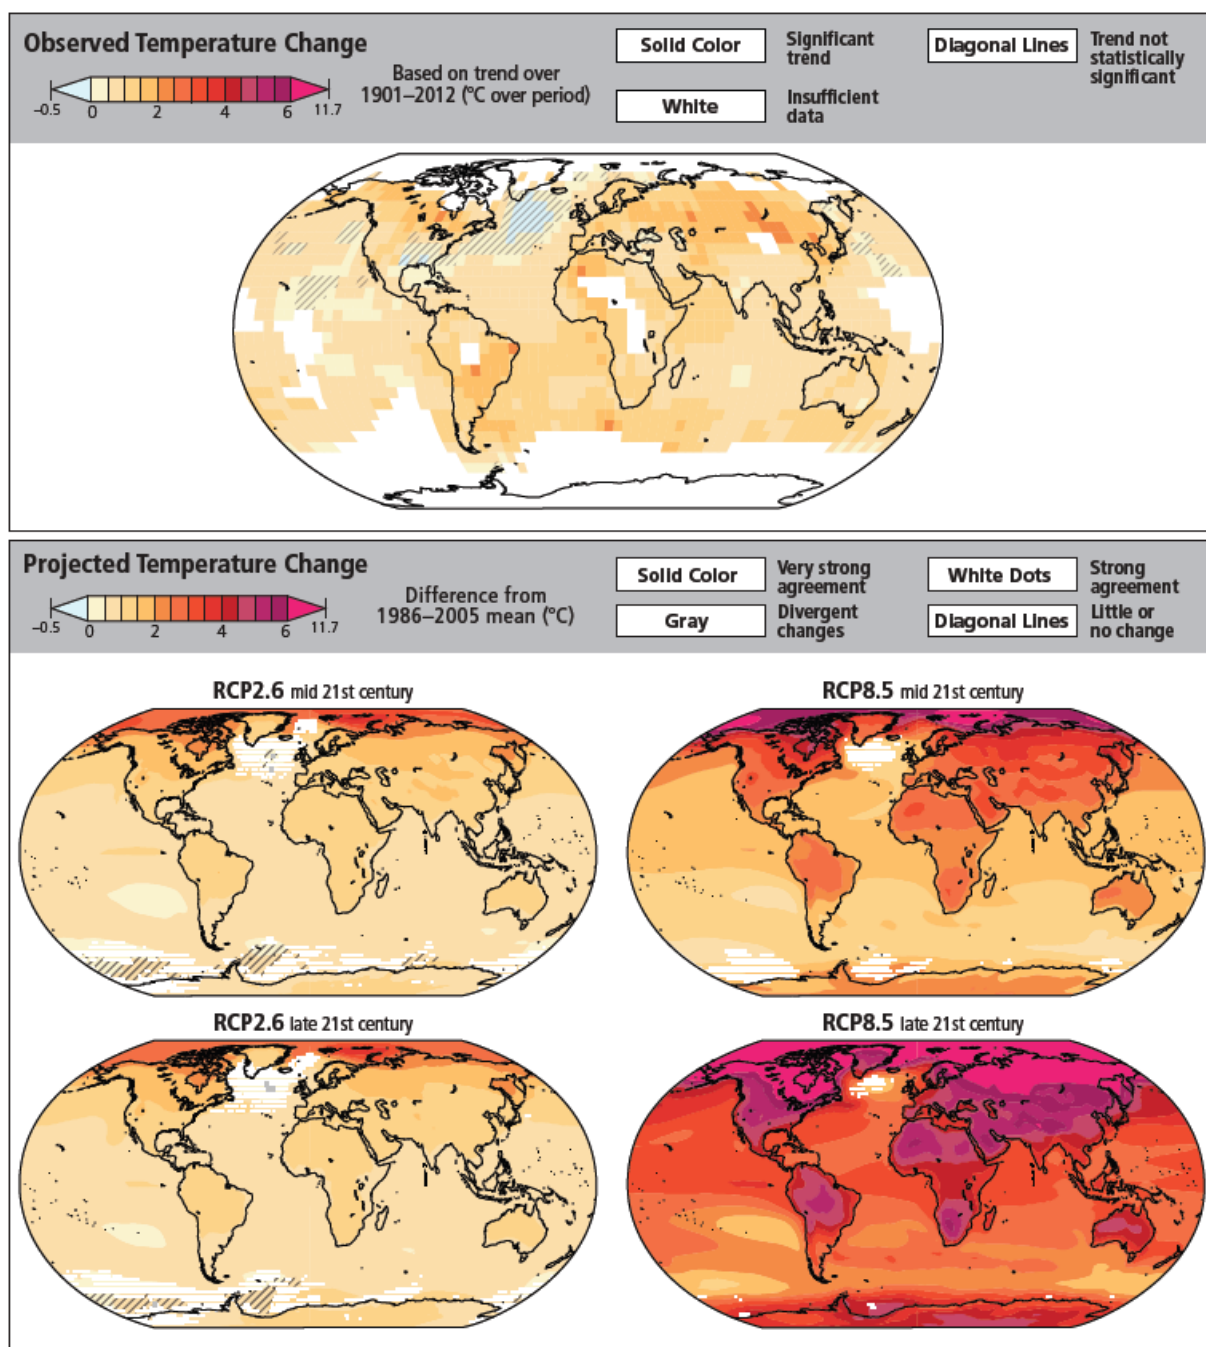 Observed Temperature Change
−0.5 0 2 4 6 11.7
Based on trend over
1901–2012 (°C over period)
Solid Color
Significant
trend
Diagonal Lines
Trend not
statistically
significant
White
Insufficient
data
Projected Temperature Change
−0.5 0 2 4 6 11.7
Difference from
1986–2005 mean (°C)
Solid Color
Very strong
agreement
White Dots
Strong
agreement
Gray
Divergent
changes
Diagonal Lines
Little or
no change
RCP2.6 mid 21st century
RCP8.5 mid 21st century
RCP2.6 late 21st century
RCP8.5 late 21st century